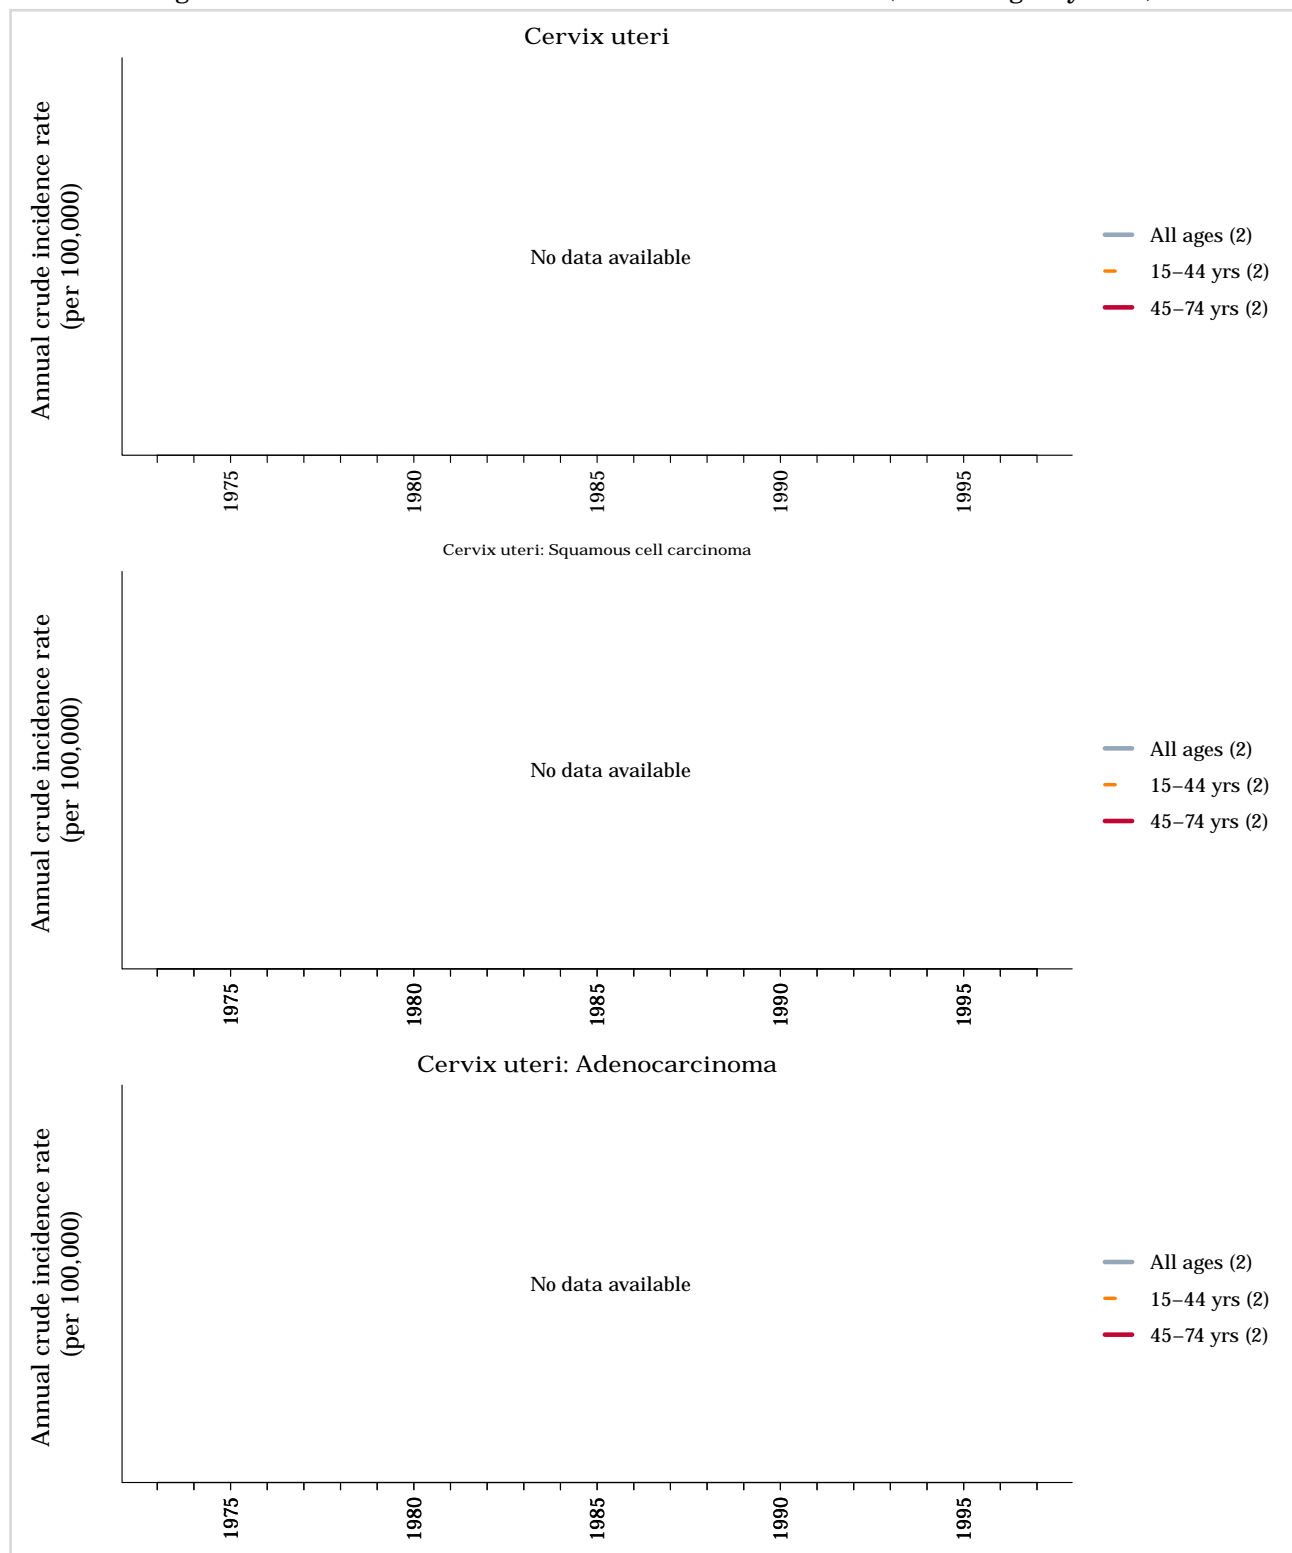 Cervix uteri
Annual crude incidence rate
(per 100,000)
No data available
All ages (2)
15–44 yrs (2)
45–74 yrs (2)
1975
1980
1985
1990
1995
Cervix uteri: Squamous cell carcinoma
Annual crude incidence rate
(per 100,000)
No data available
All ages (2)
15–44 yrs (2)
45–74 yrs (2)
1975
1980
1985
1990
1995
Cervix uteri: Adenocarcinoma
Annual crude incidence rate
(per 100,000)
No data available
All ages (2)
15–44 yrs (2)
45–74 yrs (2)
1975
1980
1985
1990
1995